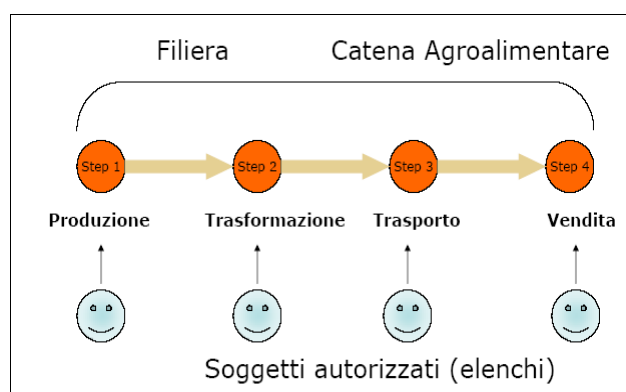 Filiera Catena Agroalimentare
Step 1 Step 2 Step 3 Step 4
Produzione Trasformazione Trasporto Vendita
Soggetti autorizzati (elenchi)